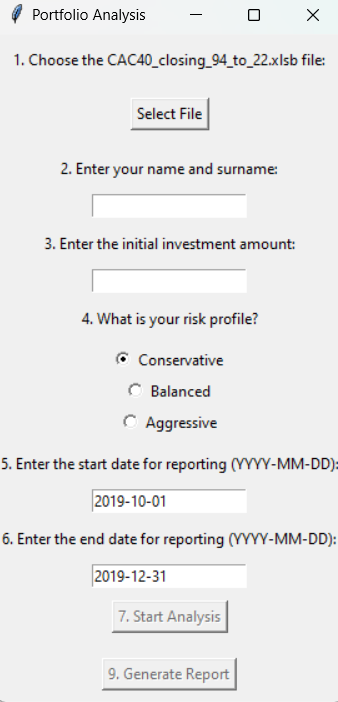 Portfolio Analysis
1. Choose the CAC40_closing_94_to_22.xlsb file:
Select File
2. Enter your name and surname:
3. Enter the initial investment amount:
4. What is your risk profile?
Conservative
Balanced
Aggressive
5. Enter the start date for reporting (YYYY-MM-DD):
2019-10-01
6. Enter the end date for reporting (YYYY-MM-DD):
2019-12-31
7. Start Analysis
9. Generate Report